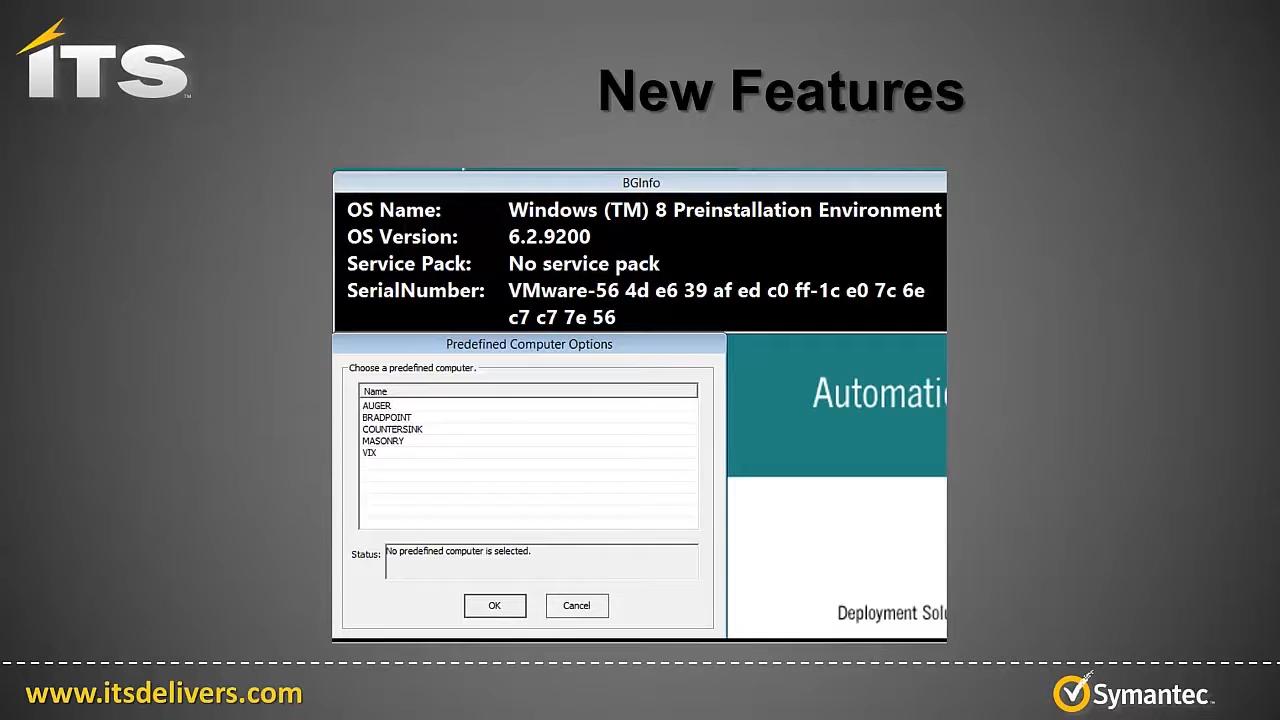 iTS
New Features
BGInfo
OS Name: Windows (TM) 8 Preinstallation Environment
OS Version: 6.2.9200
Service Pack: No service pack
SerialNumber: VMware-56 4d e6 39 af ed c0 ff-1c e0 7c 6e
c7 c7 7e 56
Predefined Computer Options
Choose a predefined computer.
Name
AUGER
BRADPOINT
COUNTERSINK
MASONRY
VIX
Status: No predefined computer is selected.
OK Cancel
Automatic
Deployment Solu
www.itsdelivers.com
Symantec